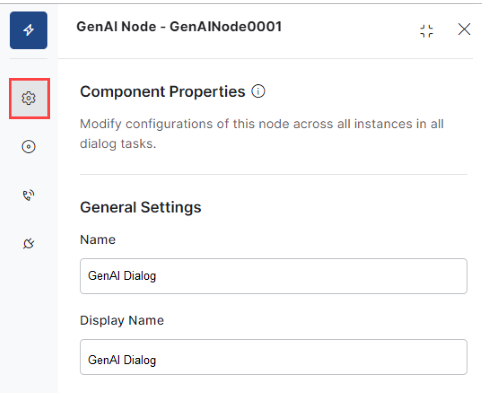 GenAI Node - GenAINode0001
Component Properties
Modify configurations of this node across all instances in all
dialog tasks.
General Settings
Name
GenAI Dialog
Display Name
GenAI Dialog